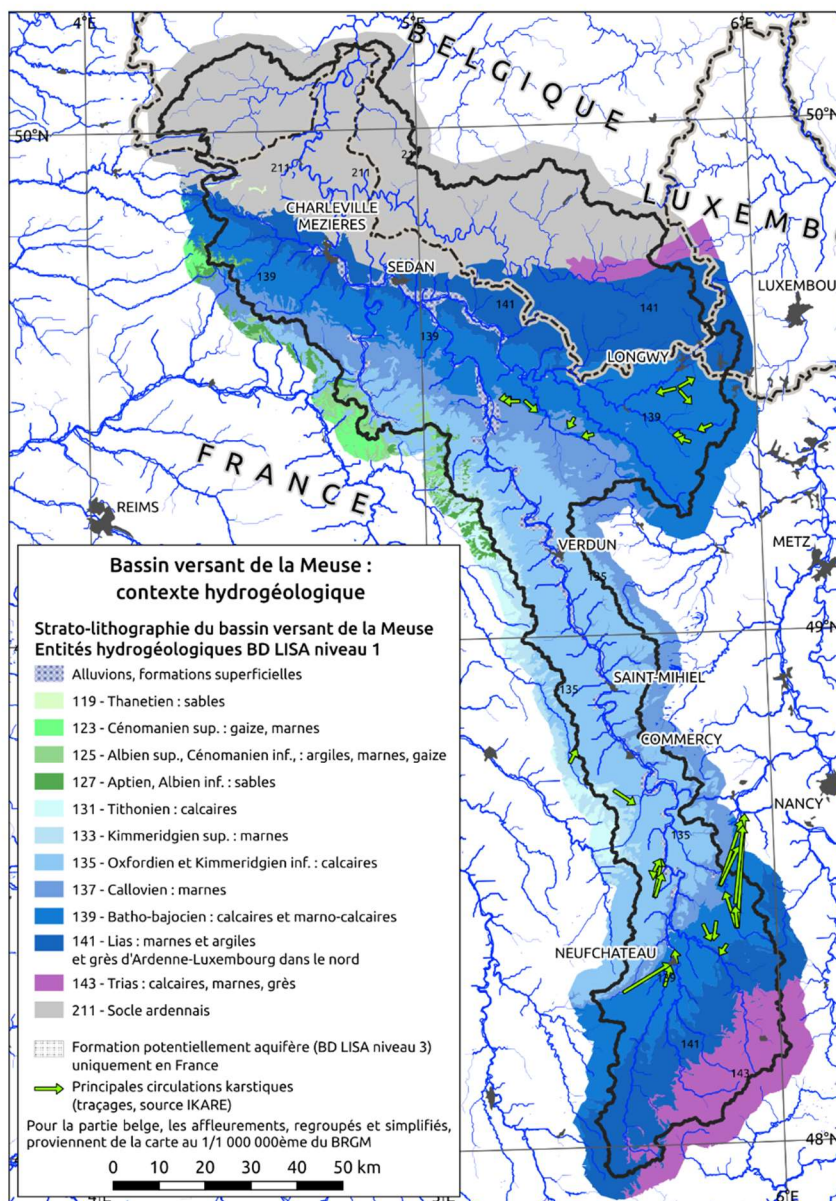 4°E
5°E
6°E
BELGIQUE
50°N
50°N
211
211
21
LUXEMB
CHARLEVILLE
MEZIÈRES
SEDAN
139
141
141
LUXEMBOU
139
LONGWY
139
FRANCE
REIMS
VERDUN
METZ
135
49°N
SAINT-MIHIEL
135
COMMERCY
NANCY
135
NEUFCHATEAU
139
141
143
48°N
6°E
Bassin versant de la Meuse :
contexte hydrogéologique
Strato-lithographie du bassin versant de la Meuse
Entités hydrogéologiques BD LISA niveau 1
Alluvions, formations superficielles
119 - Thanetien : sables
123 - Cénomanien sup. : gaize, marnes
125 - Albien sup., Cénomanien inf., : argiles, marnes, gaize
127 - Aptien, Albien inf. : sables
131 - Tithonien : calcaires
133 - Kimmeridgien sup. : marnes
135 - Oxfordien et Kimmeridgien inf. : calcaires
137 - Callovien : marnes
139 - Batho-bajocien : calcaires et marno-calcaires
141 - Lias : marnes et argiles
et grès d'Ardenne-Luxembourg dans le nord
143 - Trias : calcaires, marnes, grès
211 - Socle ardennais
Formation potentiellement aquifère (BD LISA niveau 3)
uniquement en France
Principales circulations karstiques
(traçages, source IKARE)
Pour la partie belge, les affleurements, regroupés et simplifiés,
proviennent de la carte au 1/1 000 000ème du BRGM
0 10 20 30 40 50 km